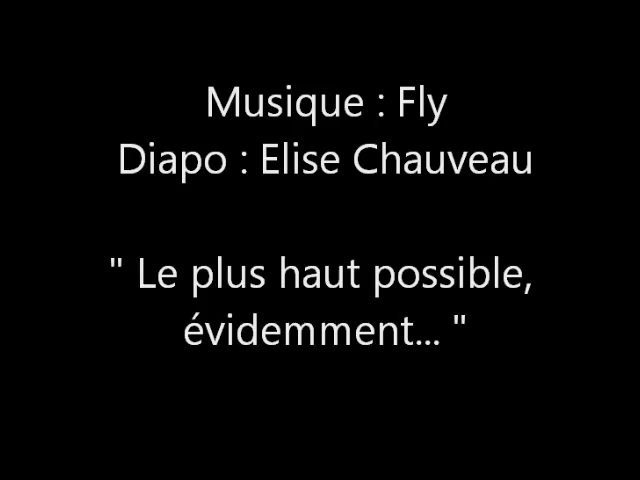 Musique : Fly
Diapo : Elise Chauveau
" Le plus haut possible,
évidemment... "